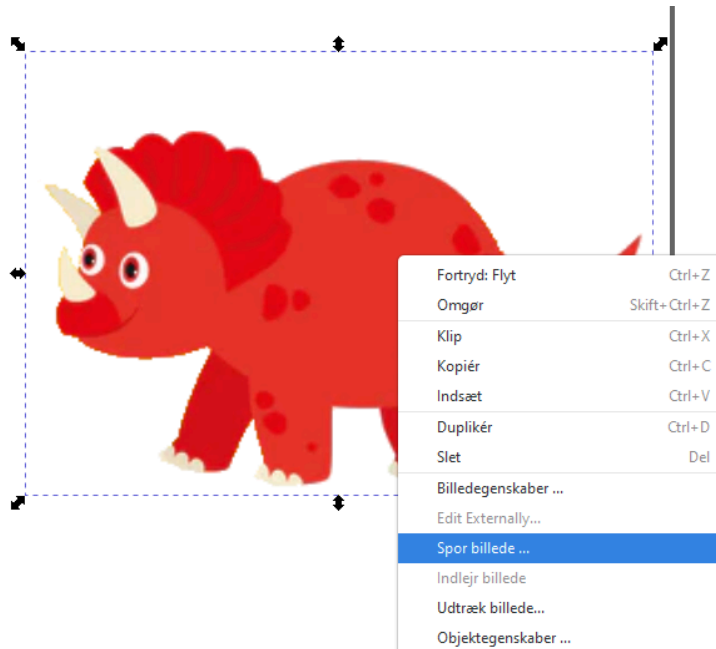 Fortryd: Flyt Ctrl+Z
Omgør Skift+Ctrl+Z
Klip Ctrl+X
Kopiér Ctrl+C
Indsæt Ctrl+V
Duplikér Ctrl+D
Slet Del
Billedegenskaber ...
Edit Externally...
Spor billede ...
Indlejr billede
Udtræk billede...
Objektegenskaber ...